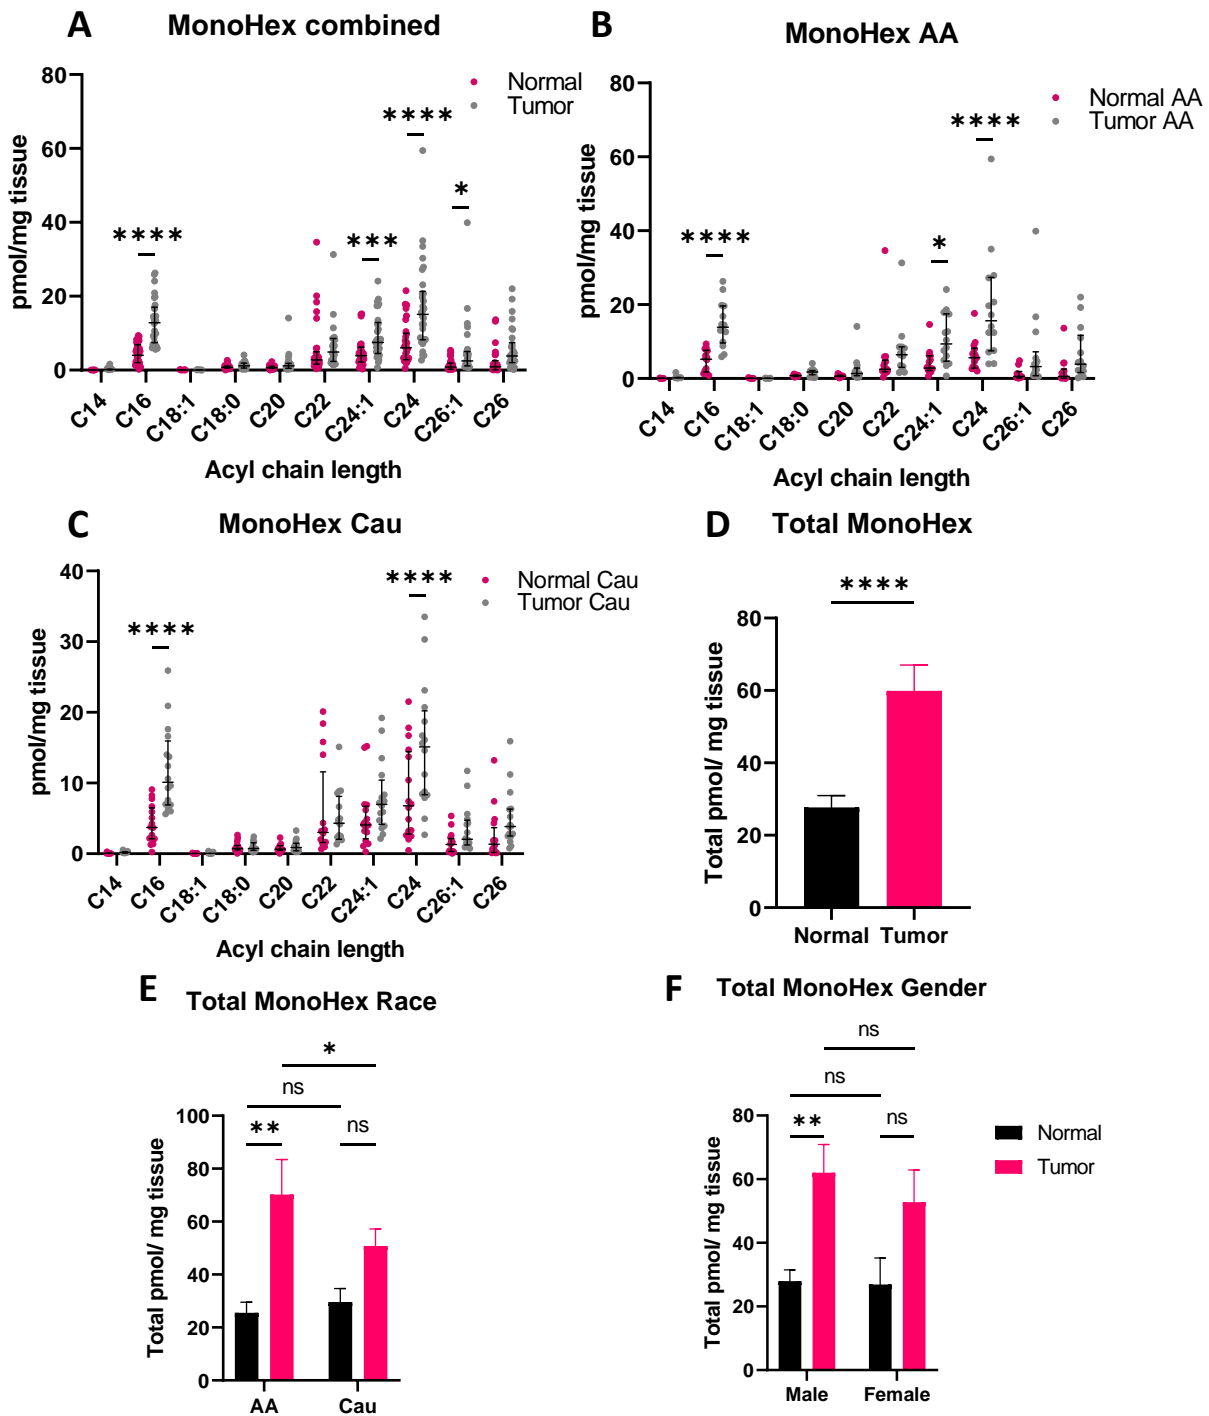 A MonoHex combined
80
60
40
20
0
pmol/mg tissue
Normal
Tumor
****
****
***
*
C14 C16 C18:1 C18:0 C20 C22 C24:1 C24 C26:1 C26
Acyl chain length
B MonoHex AA
80
60
40
20
0
pmol/mg tissue
Normal AA
Tumor AA
****
*
****
C14 C16 C18:1 C18:0 C20 C22 C24:1 C24 C26:1 C26
Acyl chain length
C MonoHex Cau
40
30
20
10
0
pmol/mg tissue
Normal Cau
Tumor Cau
****
****
C14 C16 C18:1 C18:0 C20 C22 C24:1 C24 C26:1 C26
Acyl chain length
D Total MonoHex
****
80
60
40
20
0
Total pmol/ mg tissue
Normal Tumor
E Total MonoHex Race
*
ns
** ns
100
80
60
40
20
0
Total pmol/ mg tissue
AA Cau
F Total MonoHex Gender
ns
ns
** ns
80
60
40
20
0
Total pmol/ mg tissue
Male Female
Normal
Tumor